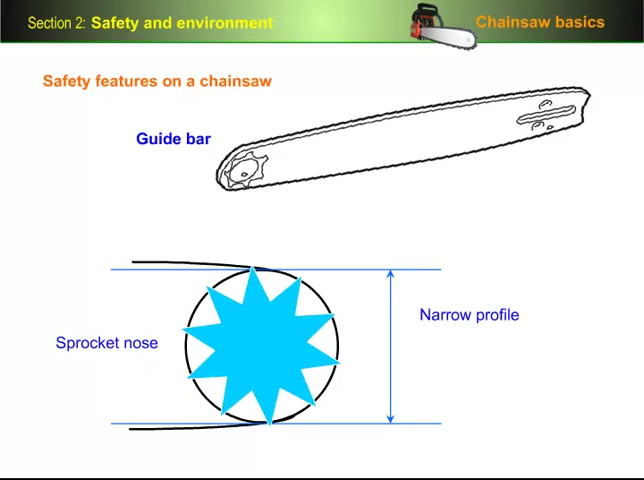 Section 2: Safety and environment
Chainsaw basics
Safety features on a chainsaw
Guide bar
Narrow profile
Sprocket nose